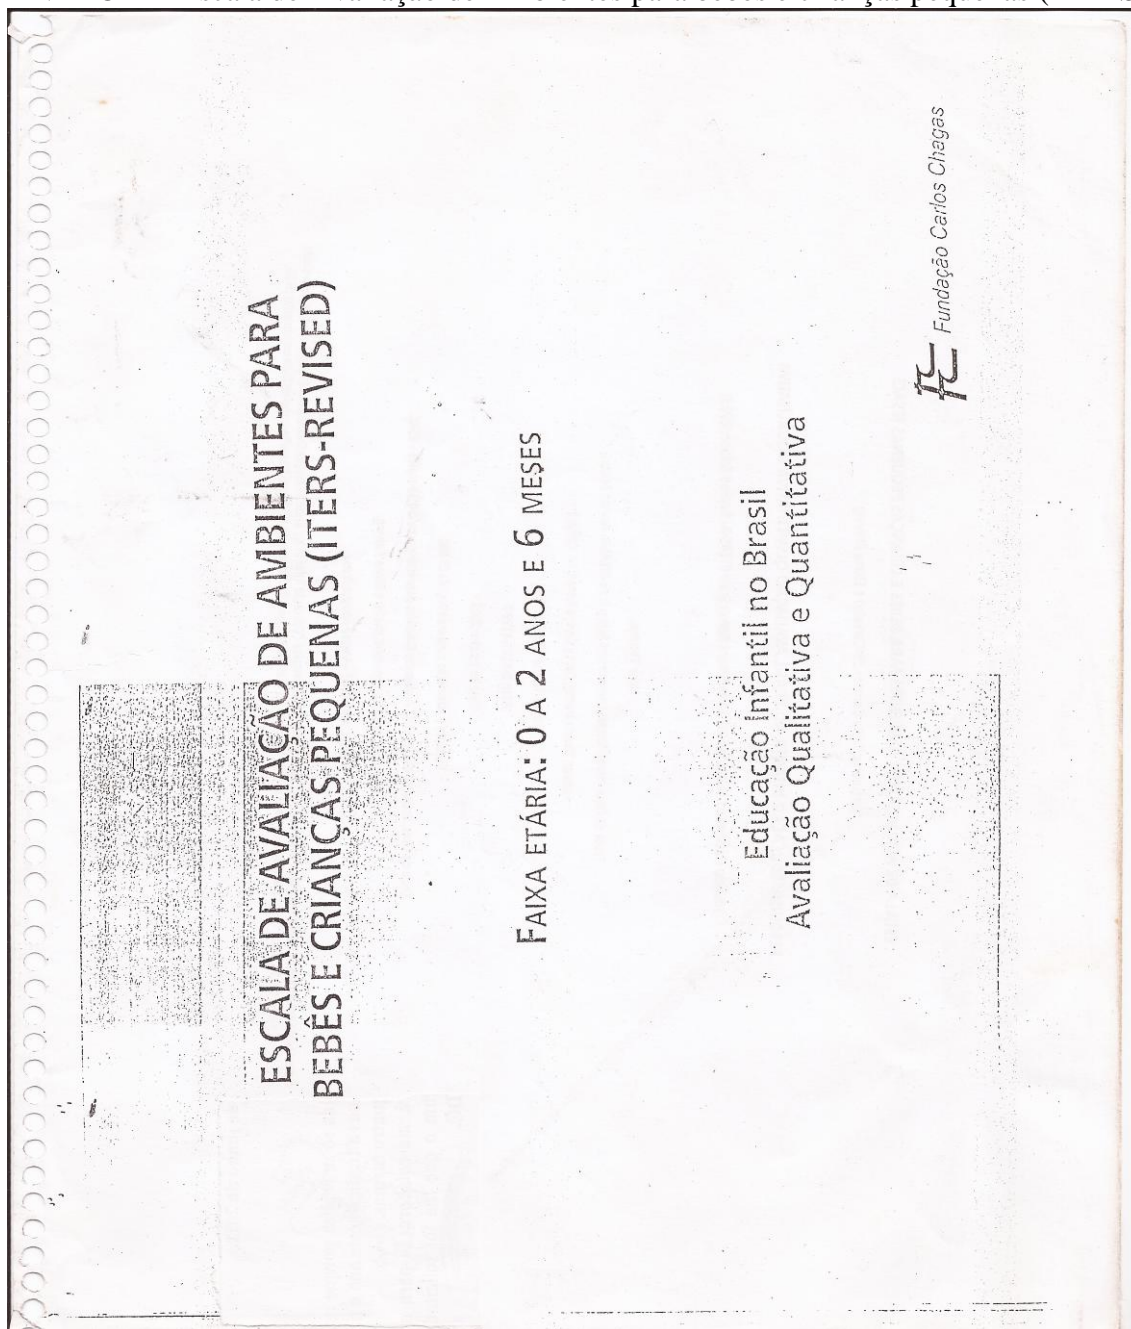 ESCALA DE AVALIAÇÃO DE AMBIENTES PARA
BEBÊS E CRIANÇAS PEQUENAS (ITERS-REVISED)
FAIXA ETÁRIA: 0 A 2 ANOS E 6 MESES
Educação Infantil no Brasil
Avaliação Qualitativa e Quantitativa
Fundação Carlos Chagas